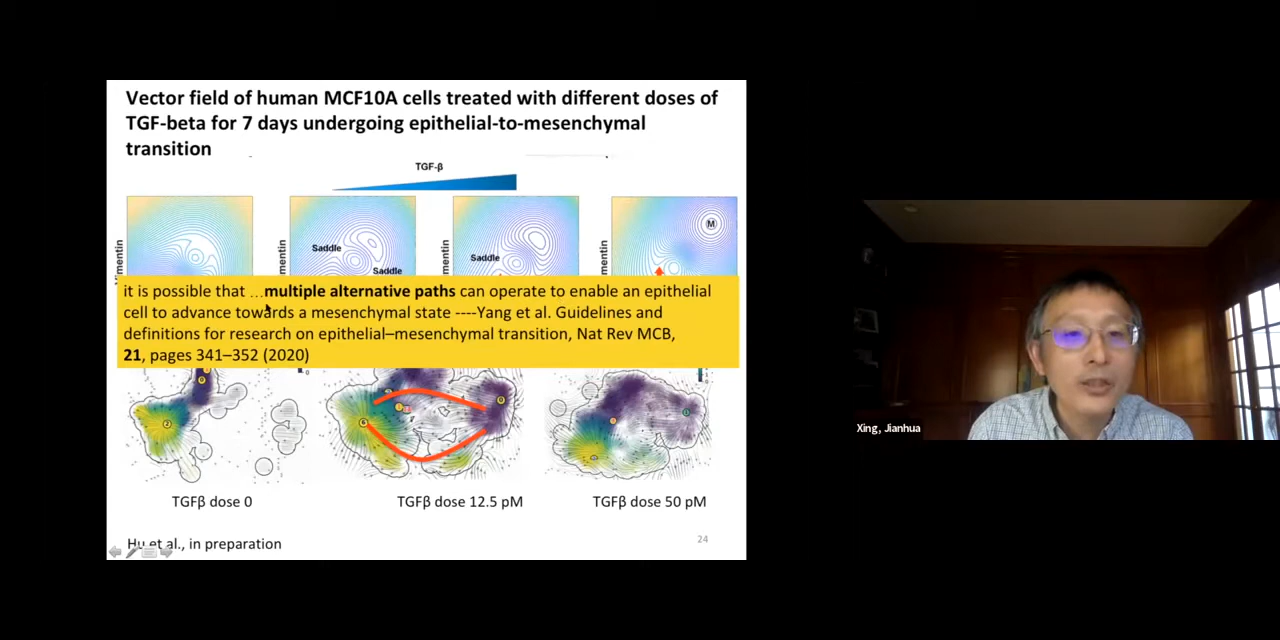 Vector field of human MCF10A cells treated with different doses of
TGF-beta for 7 days undergoing epithelial-to-mesenchymal
transition
TGF-β
M
Saddle
Saddle
Saddle
it is possible that ...multiple alternative paths can operate to enable an epithelial
cell to advance towards a mesenchymal state ----Yang et al. Guidelines and
definitions for research on epithelial–mesenchymal transition, Nat Rev MCB,
21, pages 341–352 (2020)
TGFβ dose 0
TGFβ dose 12.5 pM
TGFβ dose 50 pM
Hu et al., in preparation
24
Xing, Jianhua